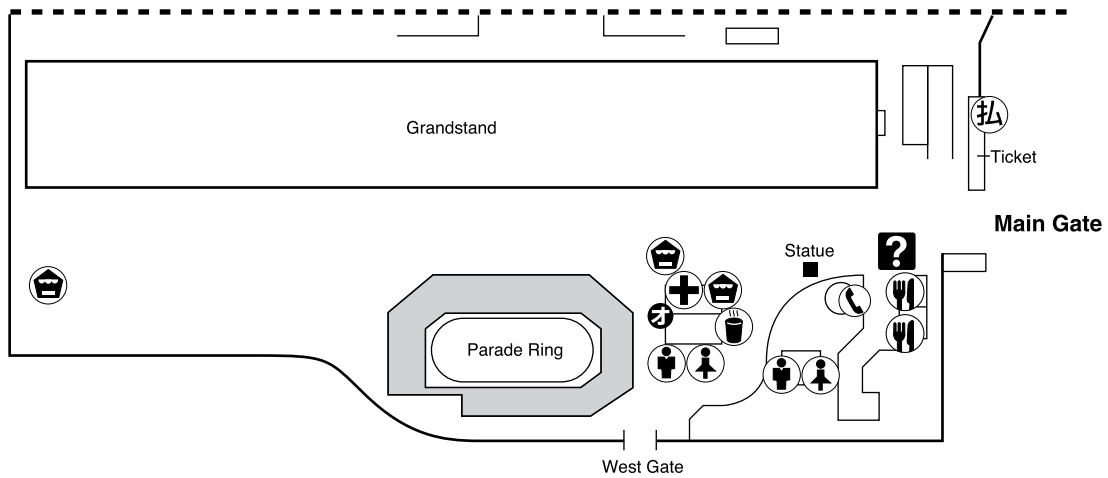 Grandstand
払
Ticket
Main Gate
Statue
?
オ
Parade Ring
West Gate